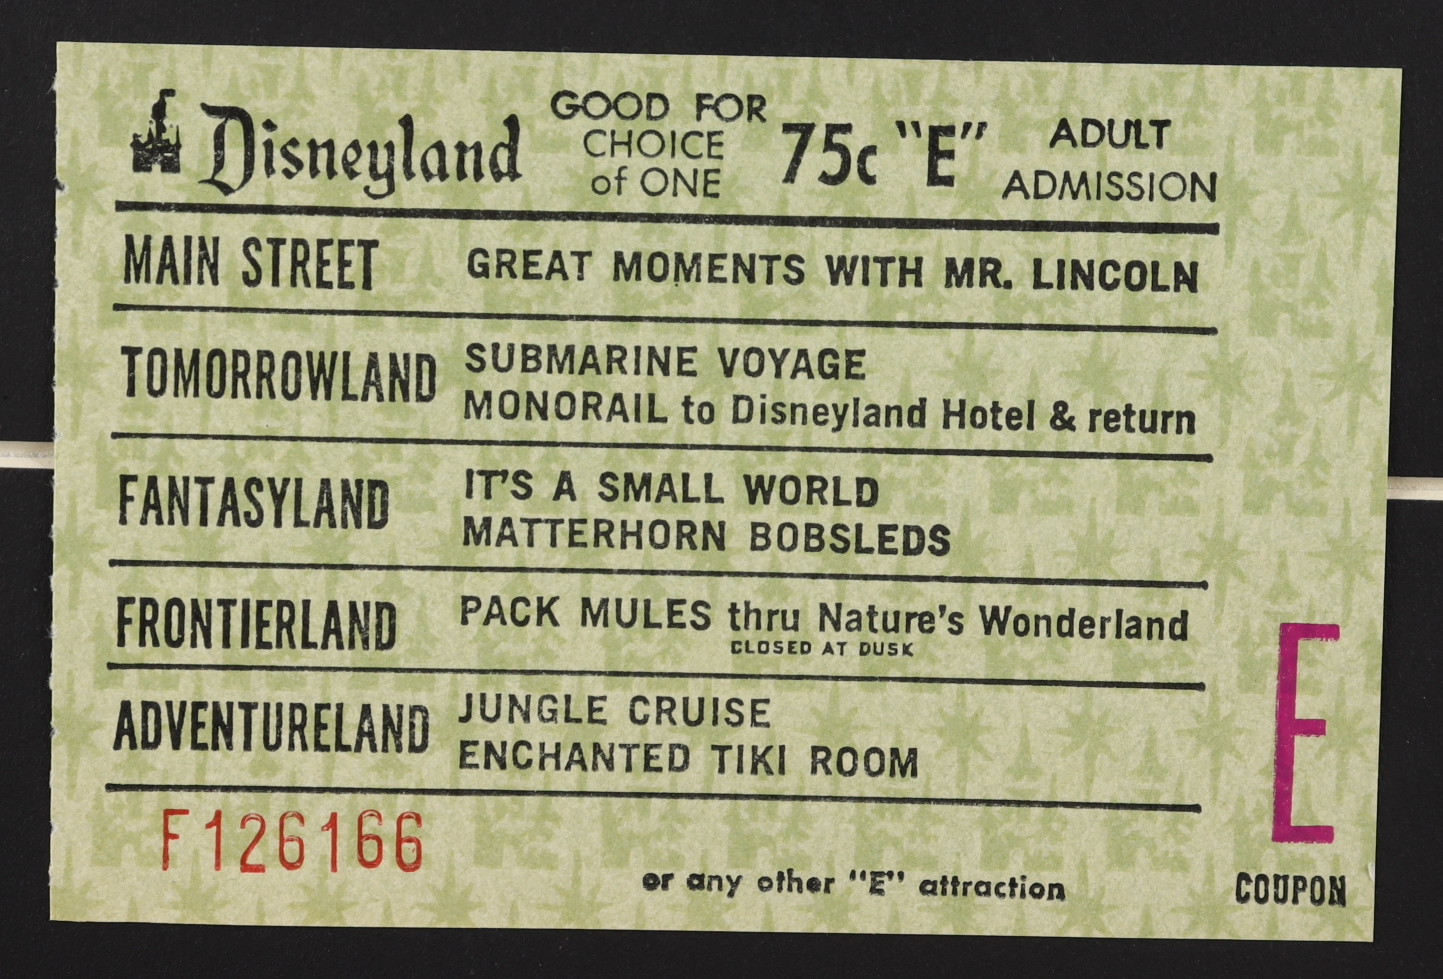 Disneyland
GOOD FOR
CHOICE
of ONE
75c "E"
ADULT
ADMISSION
MAIN STREET
GREAT MOMENTS WITH MR. LINCOLN
TOMORROWLAND
SUBMARINE VOYAGE
MONORAIL to Disneyland Hotel & return
FANTASYLAND
IT'S A SMALL WORLD
MATTERHORN BOBSLEDS
FRONTIERLAND
PACK MULES thru Nature's Wonderland
CLOSED AT DUSK
ADVENTURELAND
JUNGLE CRUISE
ENCHANTED TIKI ROOM
F126166
or any other "E" attraction
E
COUPON